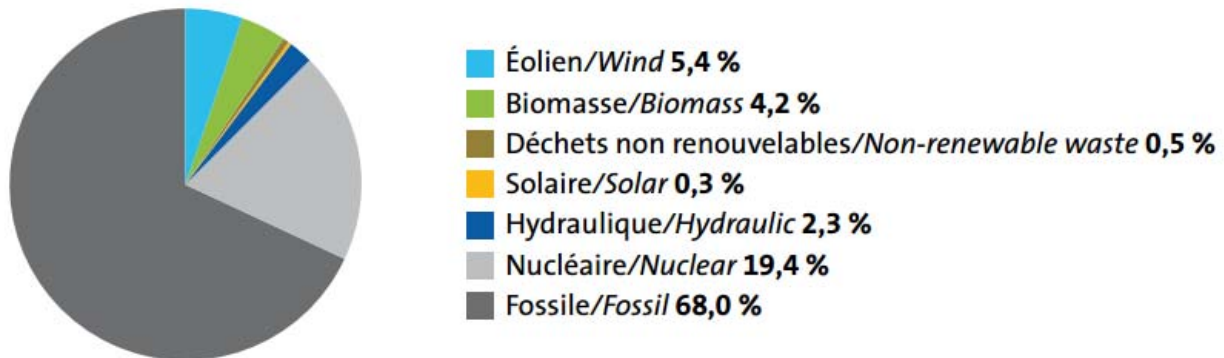 Éolien/Wind 5,4 %
Biomasse/Biomass 4,2 %
Déchets non renouvelables/Non-renewable waste 0,5 %
Solaire/Solar 0,3 %
Hydraulique/Hydraulic 2,3 %
Nucléaire/Nuclear 19,4 %
Fossile/Fossil 68,0 %